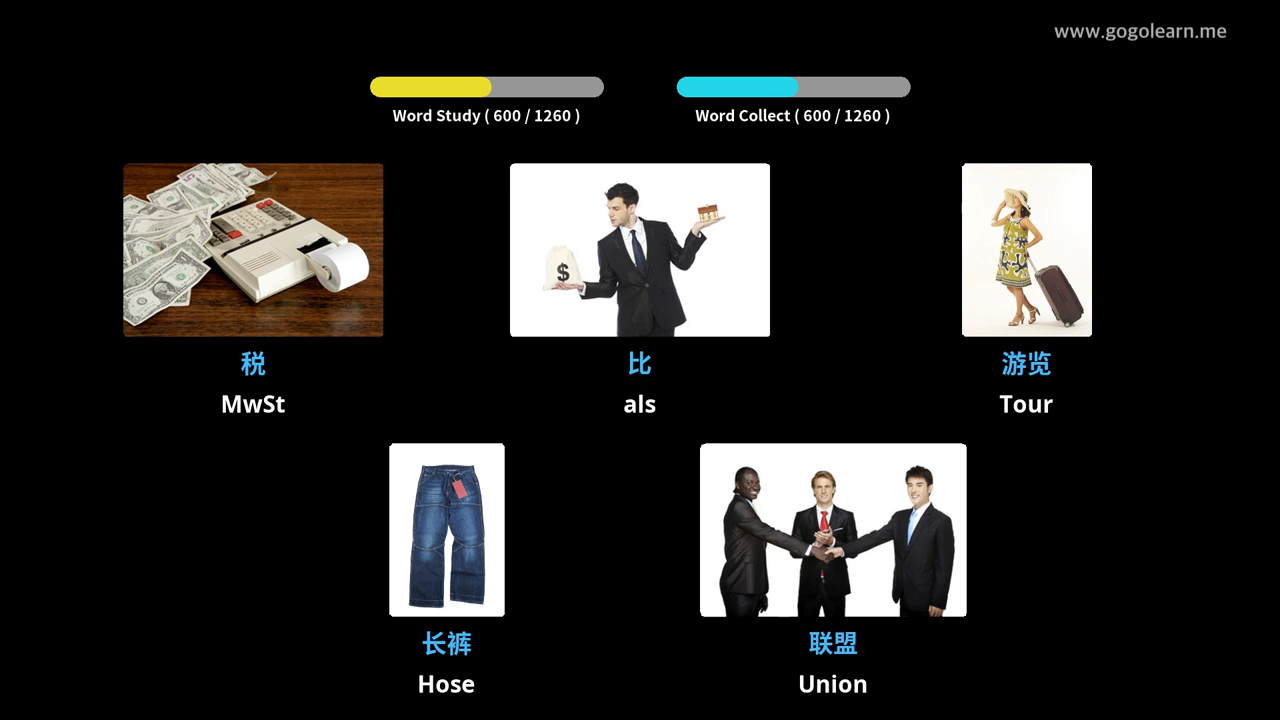 www.gogolearn.me
Word Study ( 600 / 1260 )
Word Collect ( 600 / 1260 )
税
MwSt
比
als
游览
Tour
$
长裤
Hose
联盟
Union